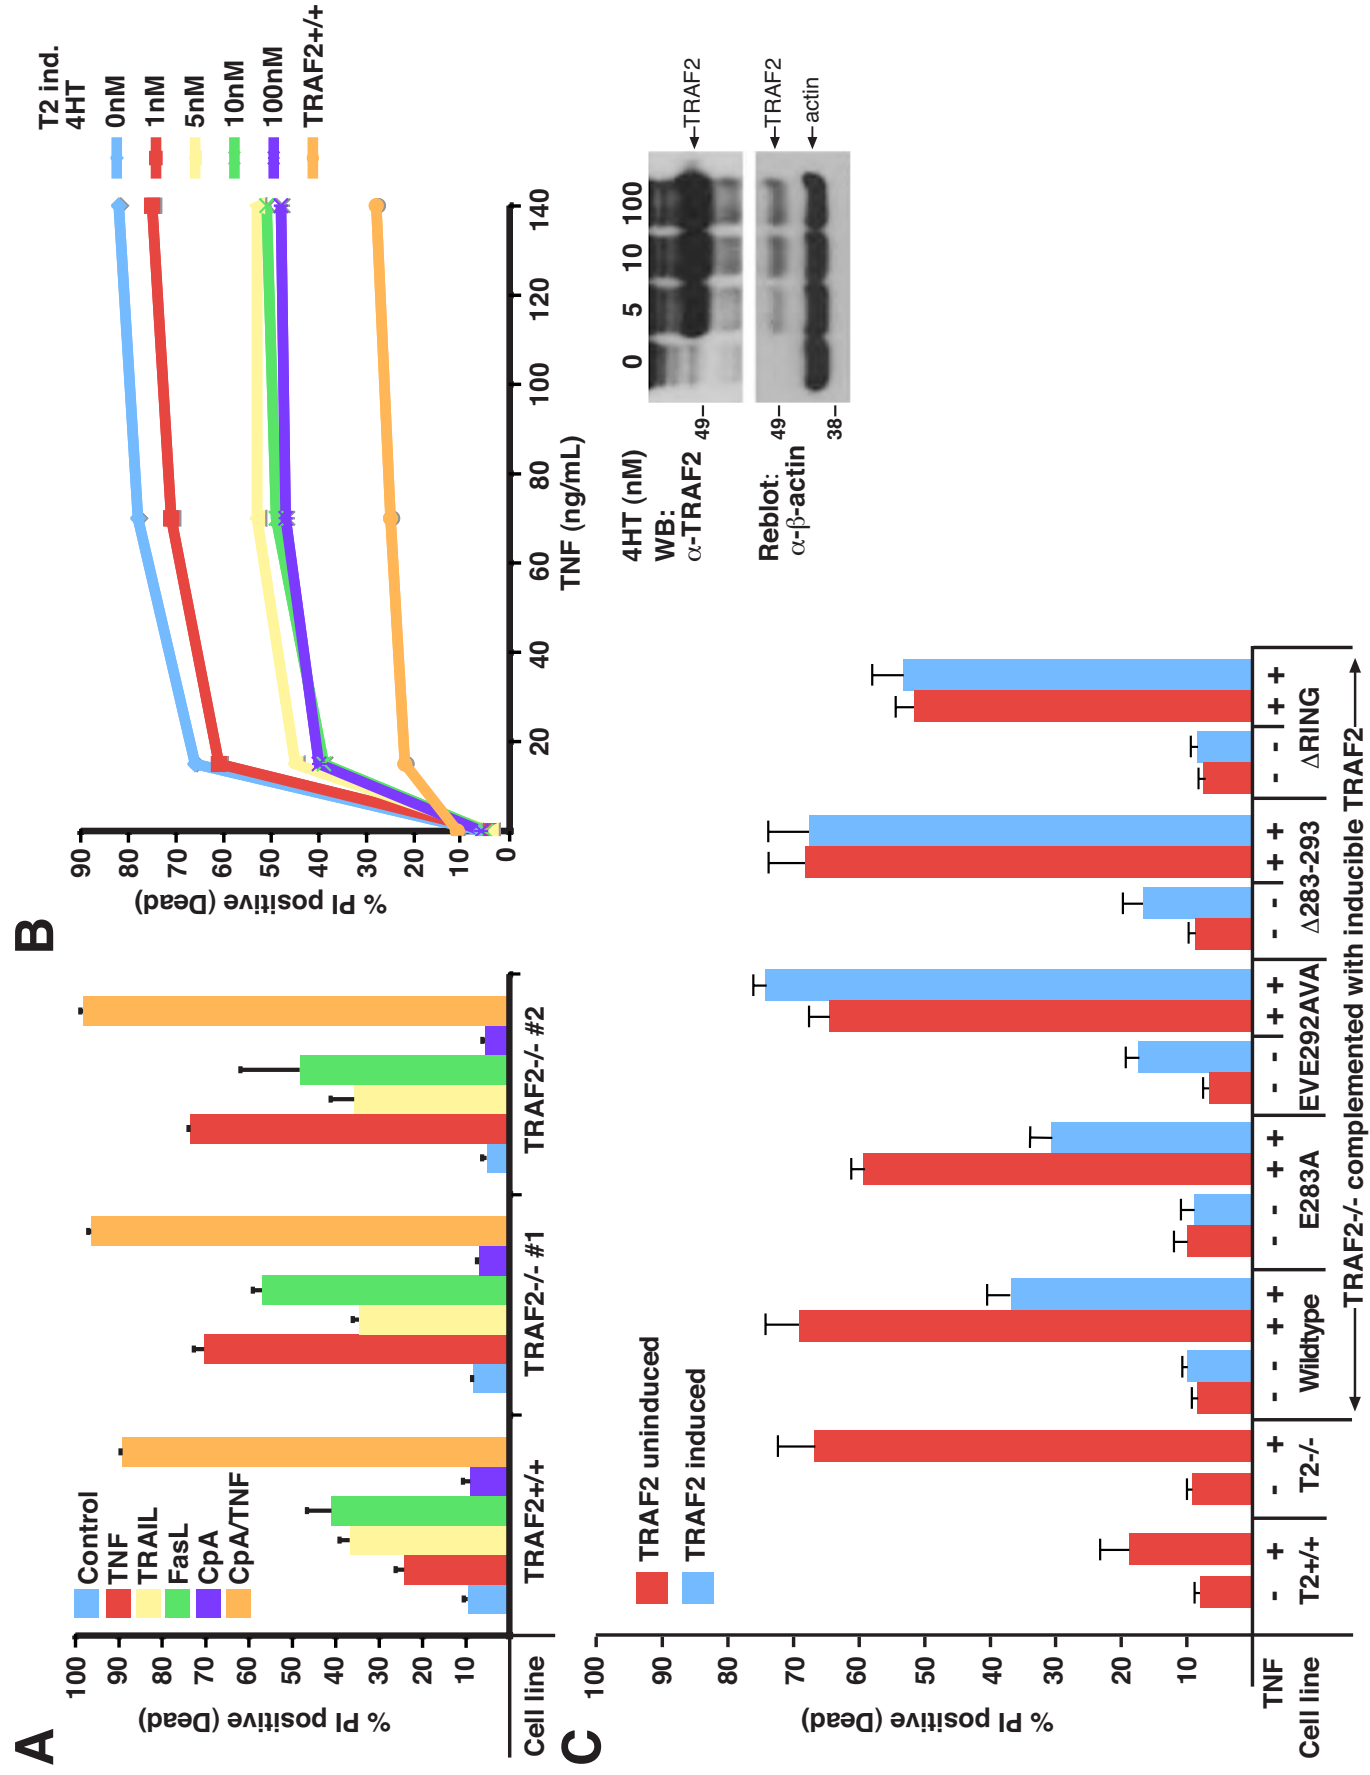 A
100
90
80
70
60
50
40
30
20
10
% PI positive (Dead)
Control
TNF
TRAIL
FasL
CpA
CpA/TNF
Cell line
TRAF2+/+
TRAF2-/- #1
TRAF2-/- #2
B
90
80
70
60
50
40
30
20
10
0
% PI positive (Dead)
20
40
60
80
100
120
140
TNF (ng/mL)
T2 ind.
4HT
0nM
1nM
5nM
10nM
100nM
TRAF2+/+
4HT (nM) 0 5 10 100
WB:
α-TRAF2
49-
TRAF2
Reblot:
α-β-actin
49-
38-
TRAF2
actin
C
100
90
80
70
60
50
40
30
20
10
% PI positive (Dead)
TRAF2 uninduced
TRAF2 induced
TNF - + - + - - + + - - + + - - + + - - + + - - + +
Cell line T2+/+ T2-/- Wildtype E283A EVE292AVA Δ283-293 ΔRING
TRAF2-/- complemented with inducible TRAF2